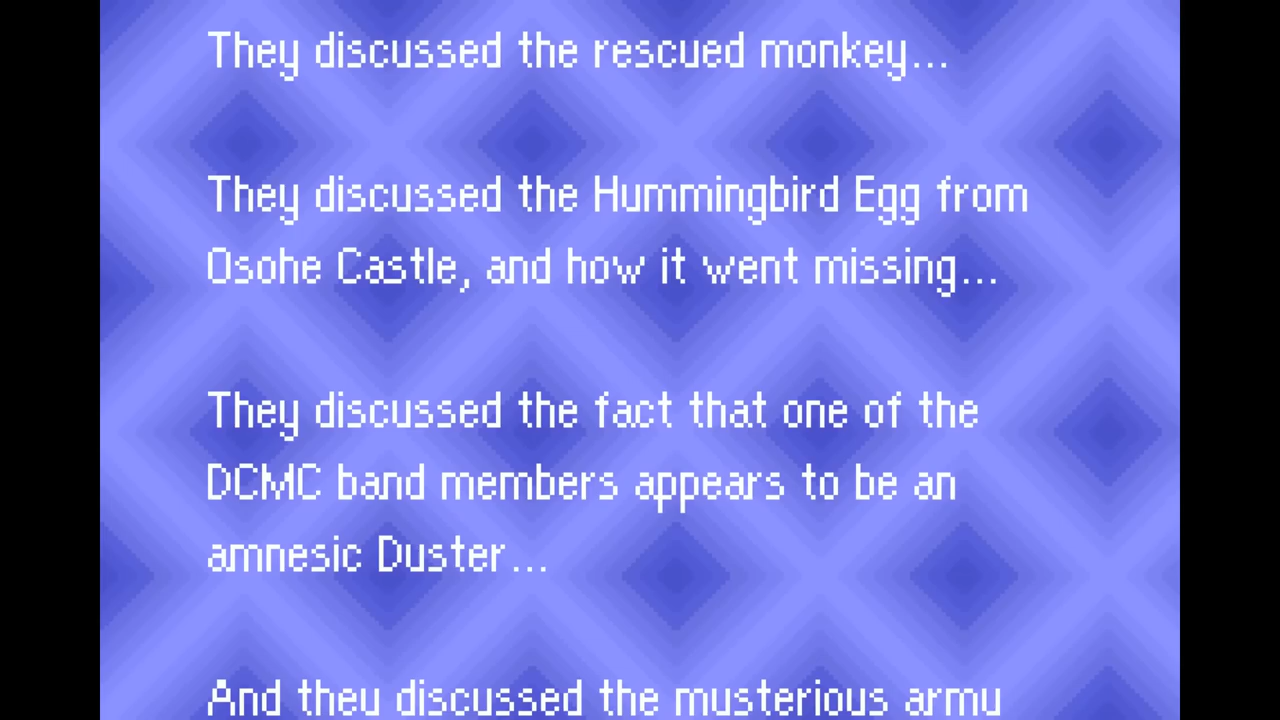 They discussed the rescued monkey...
They discussed the Hummingbird Egg from
Osohe Castle, and how it went missing...
They discussed the fact that one of the
DCMC band members appears to be an
amnesic Duster...
And they discussed the mysterious army